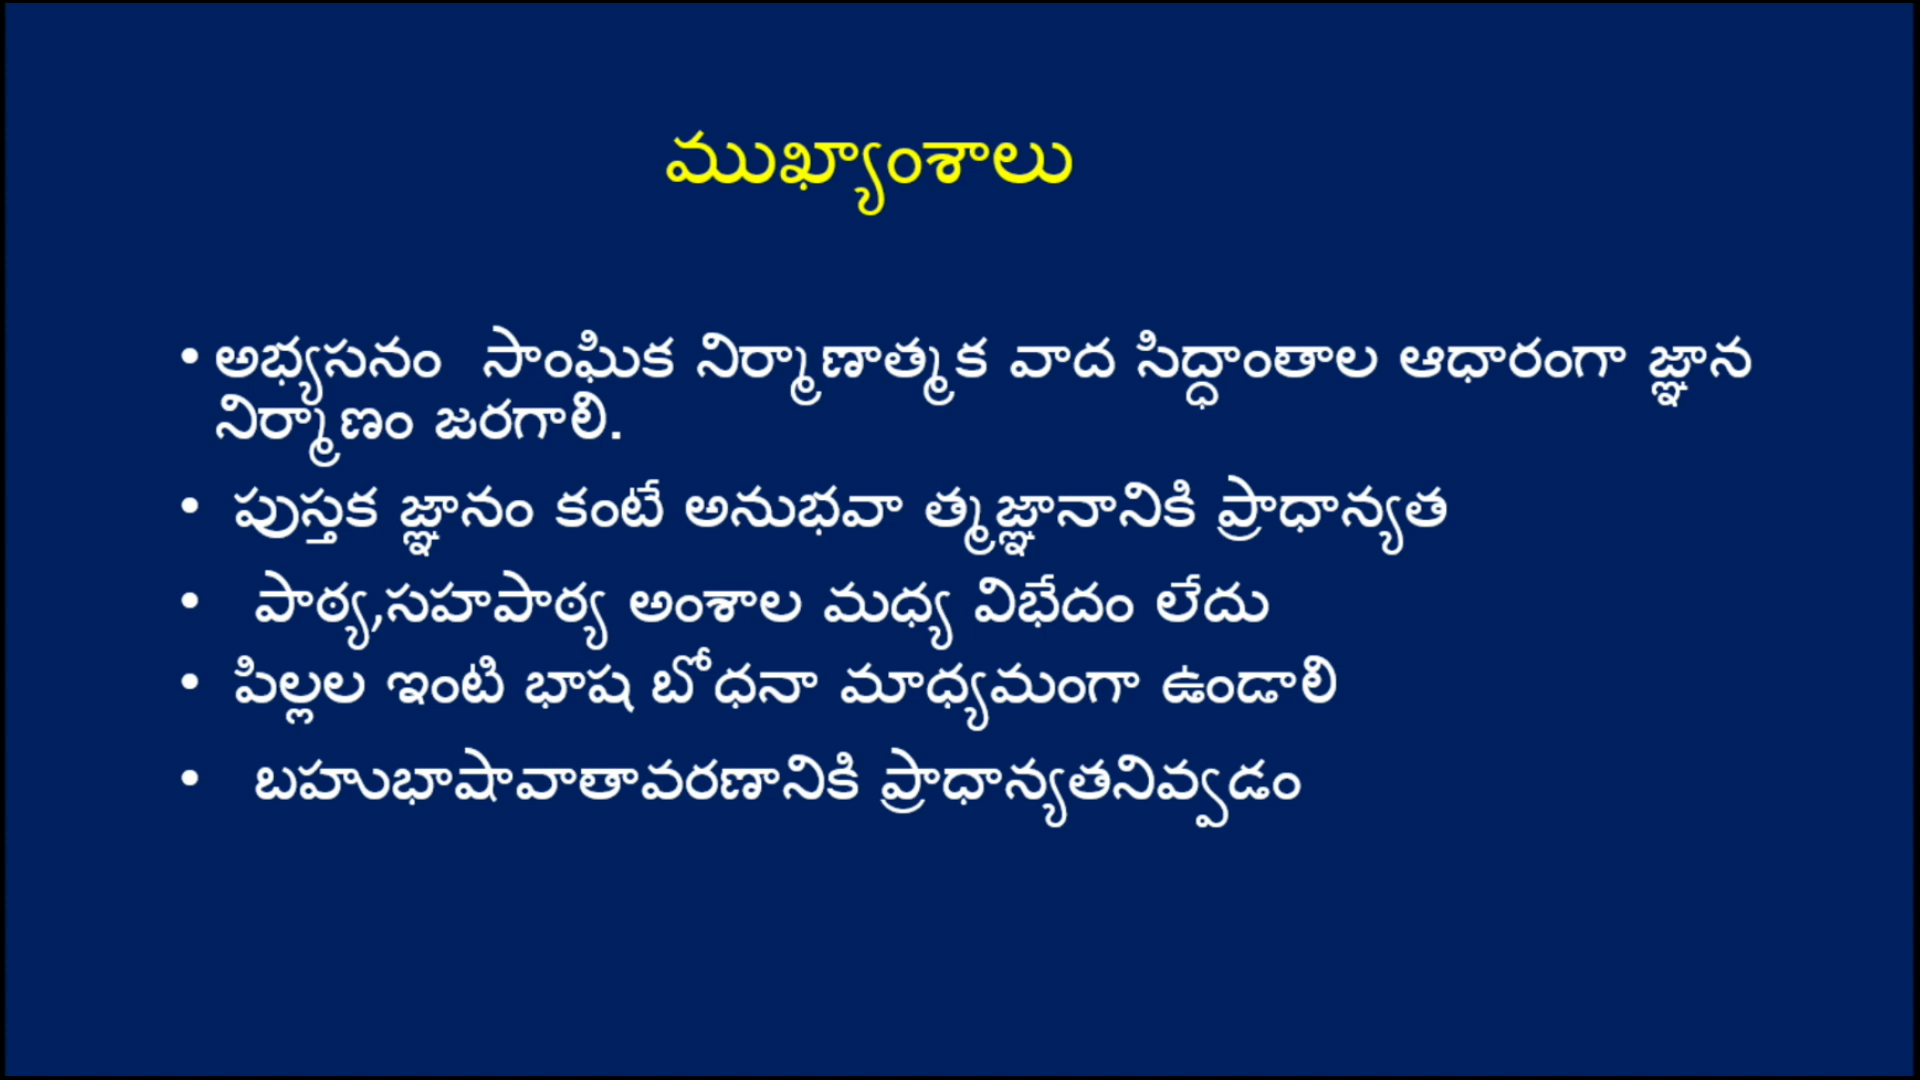 ముఖ్యాంశాలు
• అభ్యసనం సాంఘిక నిర్మాణాత్మక వాద సిద్ధాంతాల ఆధారంగా జ్ఞాన
నిర్మాణం జరగాలి.
• పుస్తక జ్ఞానం కంటే అనుభవా త్మజ్ఞానానికి ప్రాధాన్యత
• పాఠ్య,సహపాఠ్య అంశాల మధ్య విభేదం లేదు
• పిల్లల ఇంటి భాష బోధనా మాధ్యమంగా ఉండాలి
• బహుభాషావాతావరణానికి ప్రాధాన్యతనివ్వడం